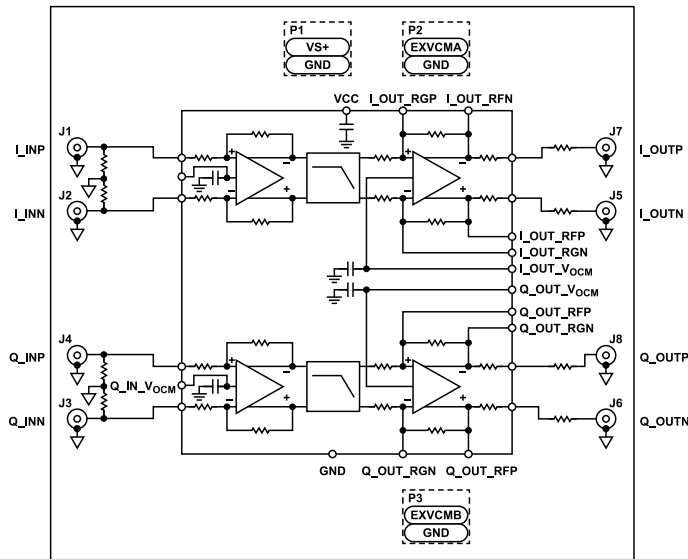 P1
VS+
GND
P2
EXVCMA
GND
VCC
I_OUT_RGP
I_OUT_RFN
J1
I_INP
J7
I_OUTP
J2
I_INN
J5
I_OUTN
I_OUT_RFP
I_OUT_RGN
I_OUT_VOCM
Q_OUT_VOCM
Q_OUT_RFP
Q_OUT_RGN
J4
Q_INP
J8
Q_OUTP
Q_IN_VOCM
J3
Q_INN
J6
Q_OUTN
GND
Q_OUT_RGN
Q_OUT_RFP
P3
EXVCMB
GND